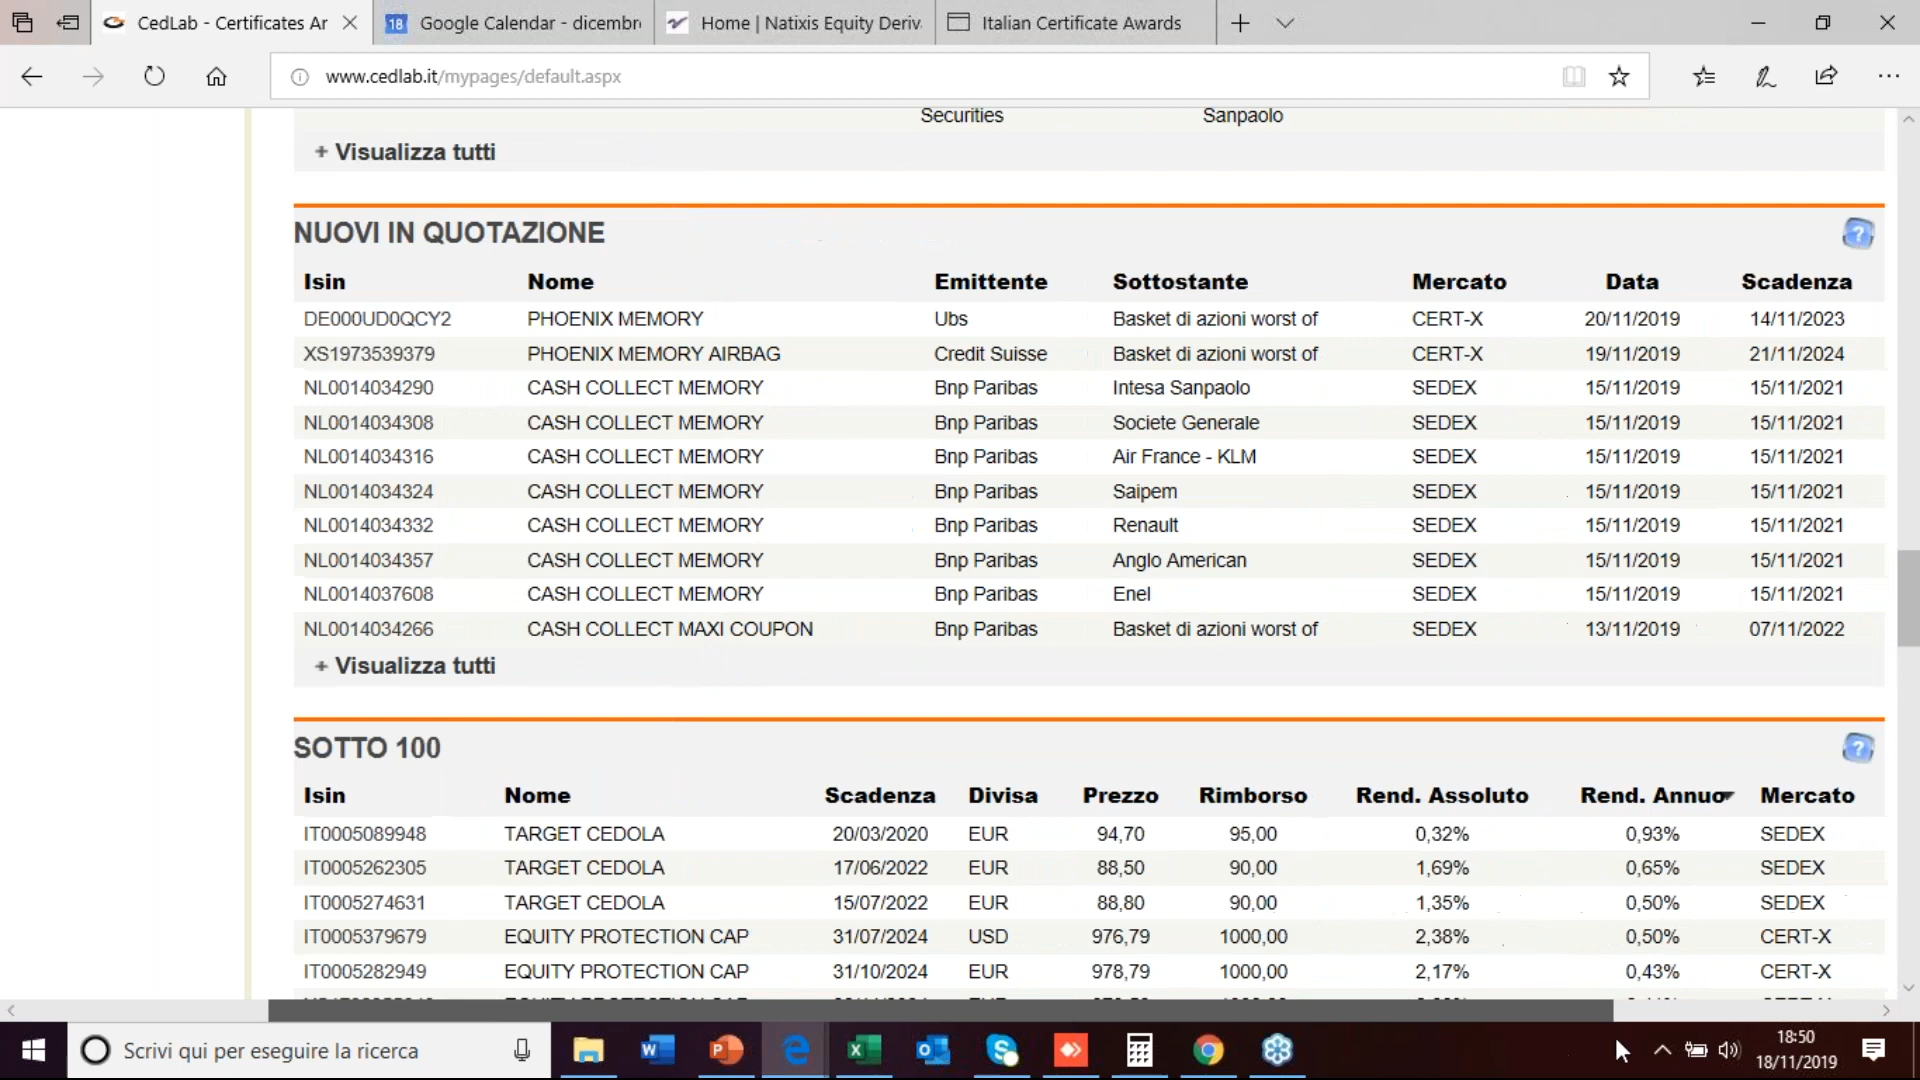 CedLab - Certificates Ar
18 Google Calendar - dicembr
Home | Natixis Equity Deriv
Italian Certificate Awards
www.cedlab.it/mypages/default.aspx
Securities Sanpaolo
+ Visualizza tutti
NUOVI IN QUOTAZIONE
Isin Nome Emittente Sottostante Mercato Data Scadenza
DE000UD0QCY2 PHOENIX MEMORY Ubs Basket di azioni worst of CERT-X 20/11/2019 14/11/2023
XS1973539379 PHOENIX MEMORY AIRBAG Credit Suisse Basket di azioni worst of CERT-X 19/11/2019 21/11/2024
NL0014034290 CASH COLLECT MEMORY Bnp Paribas Intesa Sanpaolo SEDEX 15/11/2019 15/11/2021
NL0014034308 CASH COLLECT MEMORY Bnp Paribas Societe Generale SEDEX 15/11/2019 15/11/2021
NL0014034316 CASH COLLECT MEMORY Bnp Paribas Air France - KLM SEDEX 15/11/2019 15/11/2021
NL0014034324 CASH COLLECT MEMORY Bnp Paribas Saipem SEDEX 15/11/2019 15/11/2021
NL0014034332 CASH COLLECT MEMORY Bnp Paribas Renault SEDEX 15/11/2019 15/11/2021
NL0014034357 CASH COLLECT MEMORY Bnp Paribas Anglo American SEDEX 15/11/2019 15/11/2021
NL0014037608 CASH COLLECT MEMORY Bnp Paribas Enel SEDEX 15/11/2019 15/11/2021
NL0014034266 CASH COLLECT MAXI COUPON Bnp Paribas Basket di azioni worst of SEDEX 13/11/2019 07/11/2022
+ Visualizza tutti
SOTTO 100
Isin Nome Scadenza Divisa Prezzo Rimborso Rend. Assoluto Rend. Annuo Mercato
IT0005089948 TARGET CEDOLA 20/03/2020 EUR 94,70 95,00 0,32% 0,93% SEDEX
IT0005262305 TARGET CEDOLA 17/06/2022 EUR 88,50 90,00 1,69% 0,65% SEDEX
IT0005274631 TARGET CEDOLA 15/07/2022 EUR 88,80 90,00 1,35% 0,50% SEDEX
IT0005379679 EQUITY PROTECTION CAP 31/07/2024 USD 976,79 1000,00 2,38% 0,50% CERT-X
IT0005282949 EQUITY PROTECTION CAP 31/10/2024 EUR 978,79 1000,00 2,17% 0,43% CERT-X
Scrivi qui per eseguire la ricerca
18:50
18/11/2019